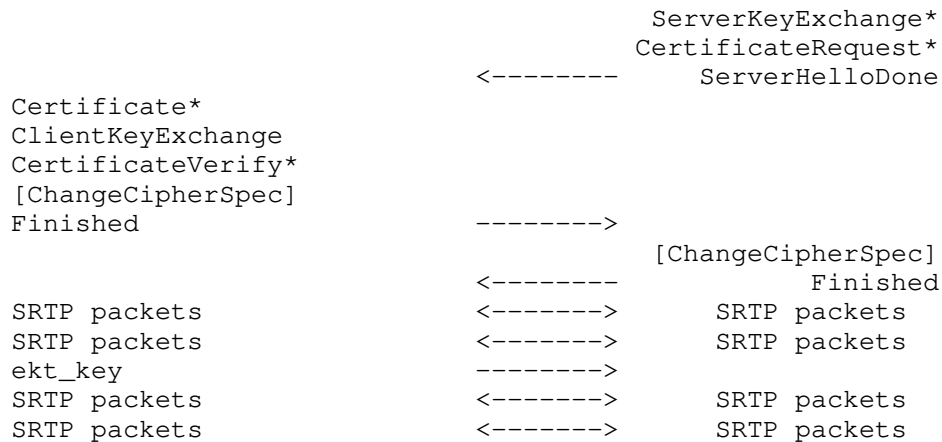 ServerKeyExchange*
                                       CertificateRequest*
                             <--------     ServerHelloDone
Certificate*
ClientKeyExchange
CertificateVerify*
[ChangeCipherSpec]
Finished                     -------->
                                        [ChangeCipherSpec]
                             <--------            Finished
SRTP packets                 <------->      SRTP packets
SRTP packets                 <------->      SRTP packets
ekt_key                      -------->
SRTP packets                 <------->      SRTP packets
SRTP packets                 <------->      SRTP packets